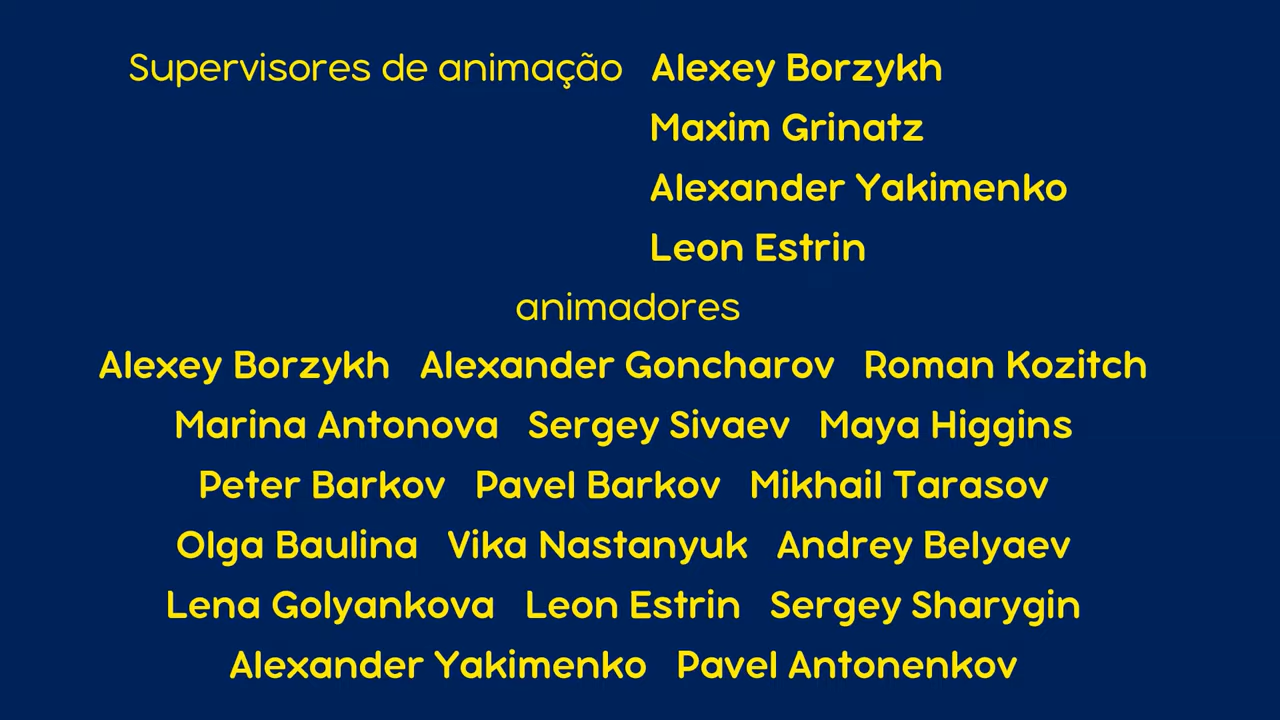 Supervisores de animação Alexey Borzykh
Maxim Grinatz
Alexander Yakimenko
Leon Estrin
animadores
Alexey Borzykh Alexander Goncharov Roman Kozitch
Marina Antonova Sergey Sivaev Maya Higgins
Peter Barkov Pavel Barkov Mikhail Tarasov
Olga Baulina Vika Nastanyuk Andrey Belyaev
Lena Golyankova Leon Estrin Sergey Sharygin
Alexander Yakimenko Pavel Antonenkov